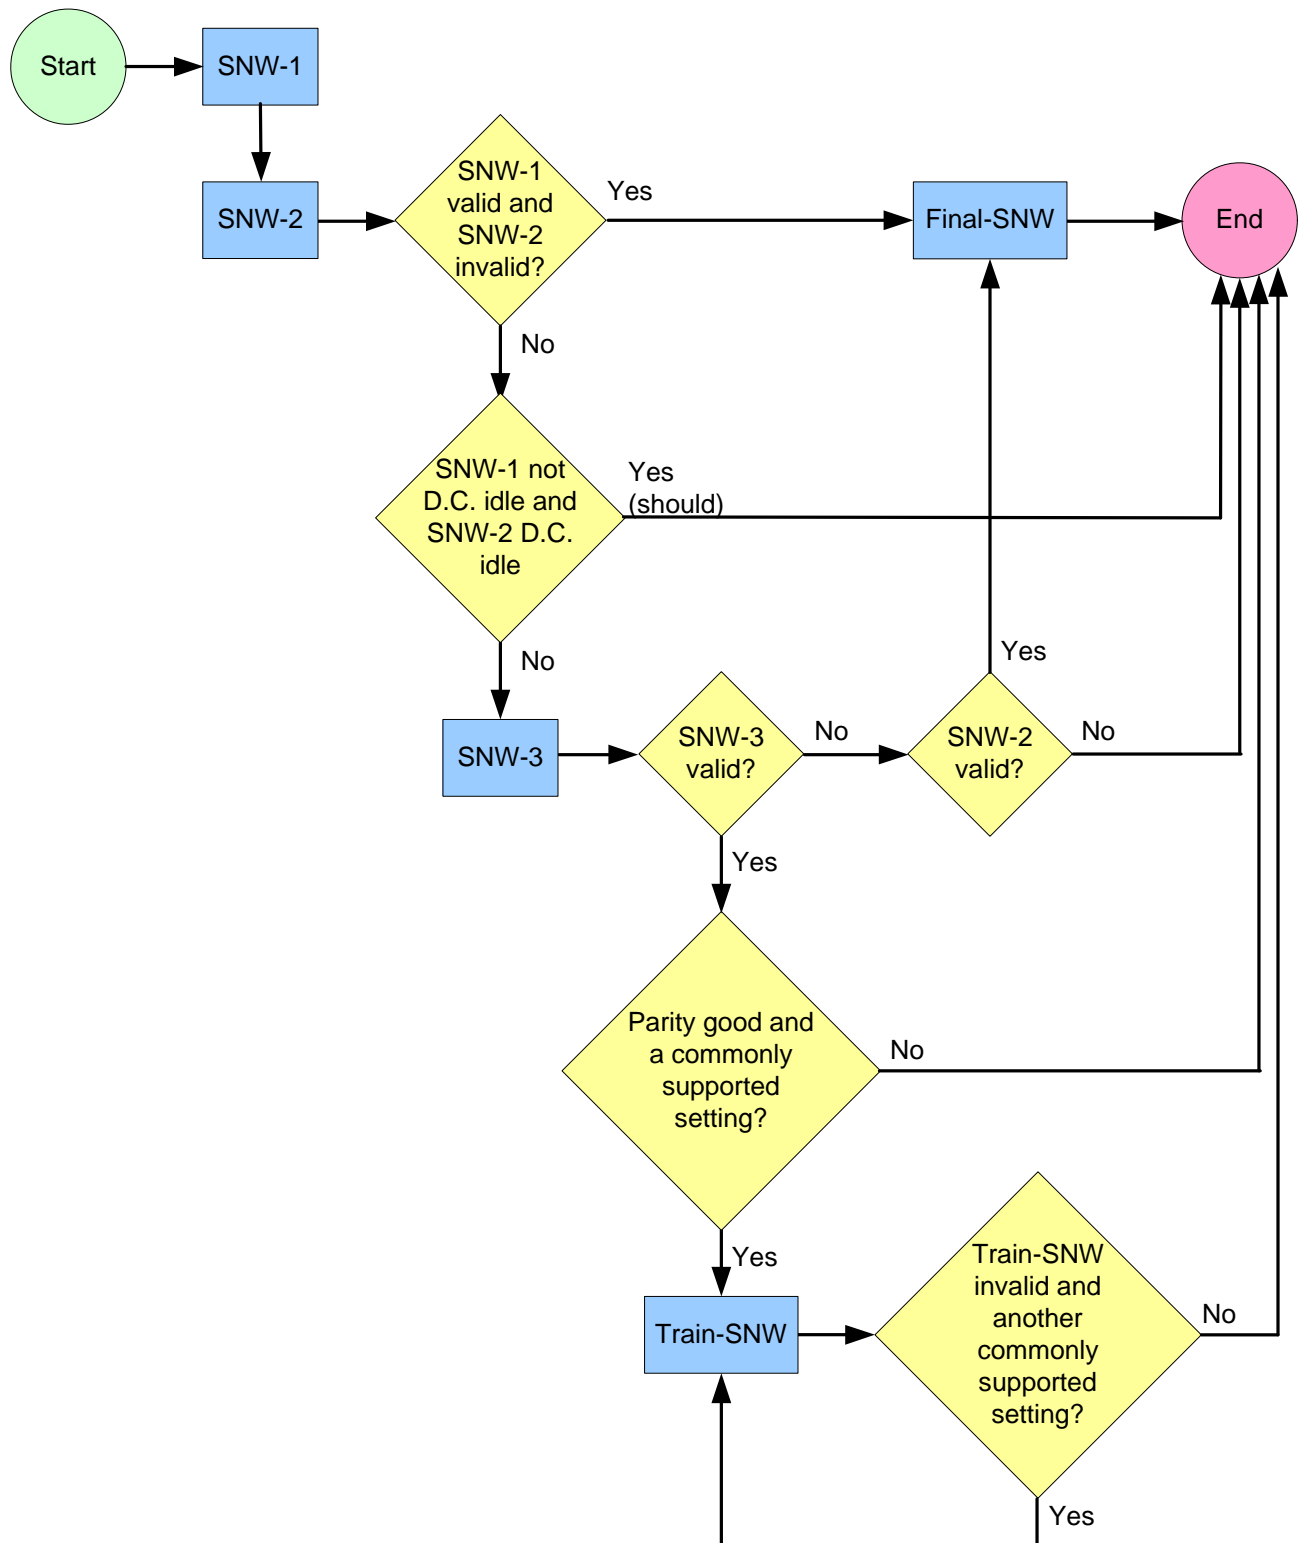 Start
SNW-1
SNW-2
SNW-1
valid and
SNW-2
invalid?
Yes
Final-SNW
End
No
SNW-1 not
D.C. idle and
SNW-2 D.C.
idle
Yes
(should)
No
SNW-3
SNW-3
valid?
No
SNW-2
valid?
Yes
No
Yes
Parity good and
a commonly
supported
setting?
No
Yes
Train-SNW
Train-SNW
invalid and
another
commonly
supported
setting?
No
Yes